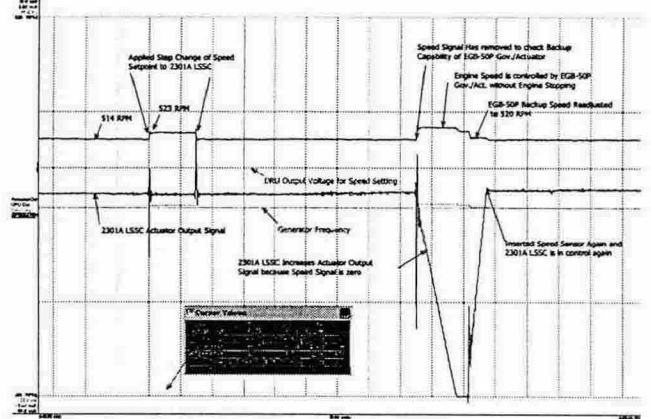 Applied Step Change of Speed
Setpoint to 2301A LSSC
Speed Signal Has removed to check Backup
Capability of EGB-50P Gov./Actuator
Engine Speed is controlled by EGB-50P
Gov./Act. without Engine Stopping
EGB-50P Backup Speed Readjusted
to 520 RPM
514 RPM
523 RPM
DRU Output Voltage for Speed Setting
2301A LSSC Actuator Output Signal
Generator Frequency
2301A LSSC Increases Actuator Output
Signal because Speed Signal is zero
Inserted Speed Sensor Again and
2301A LSSC is in control again
Corner Values